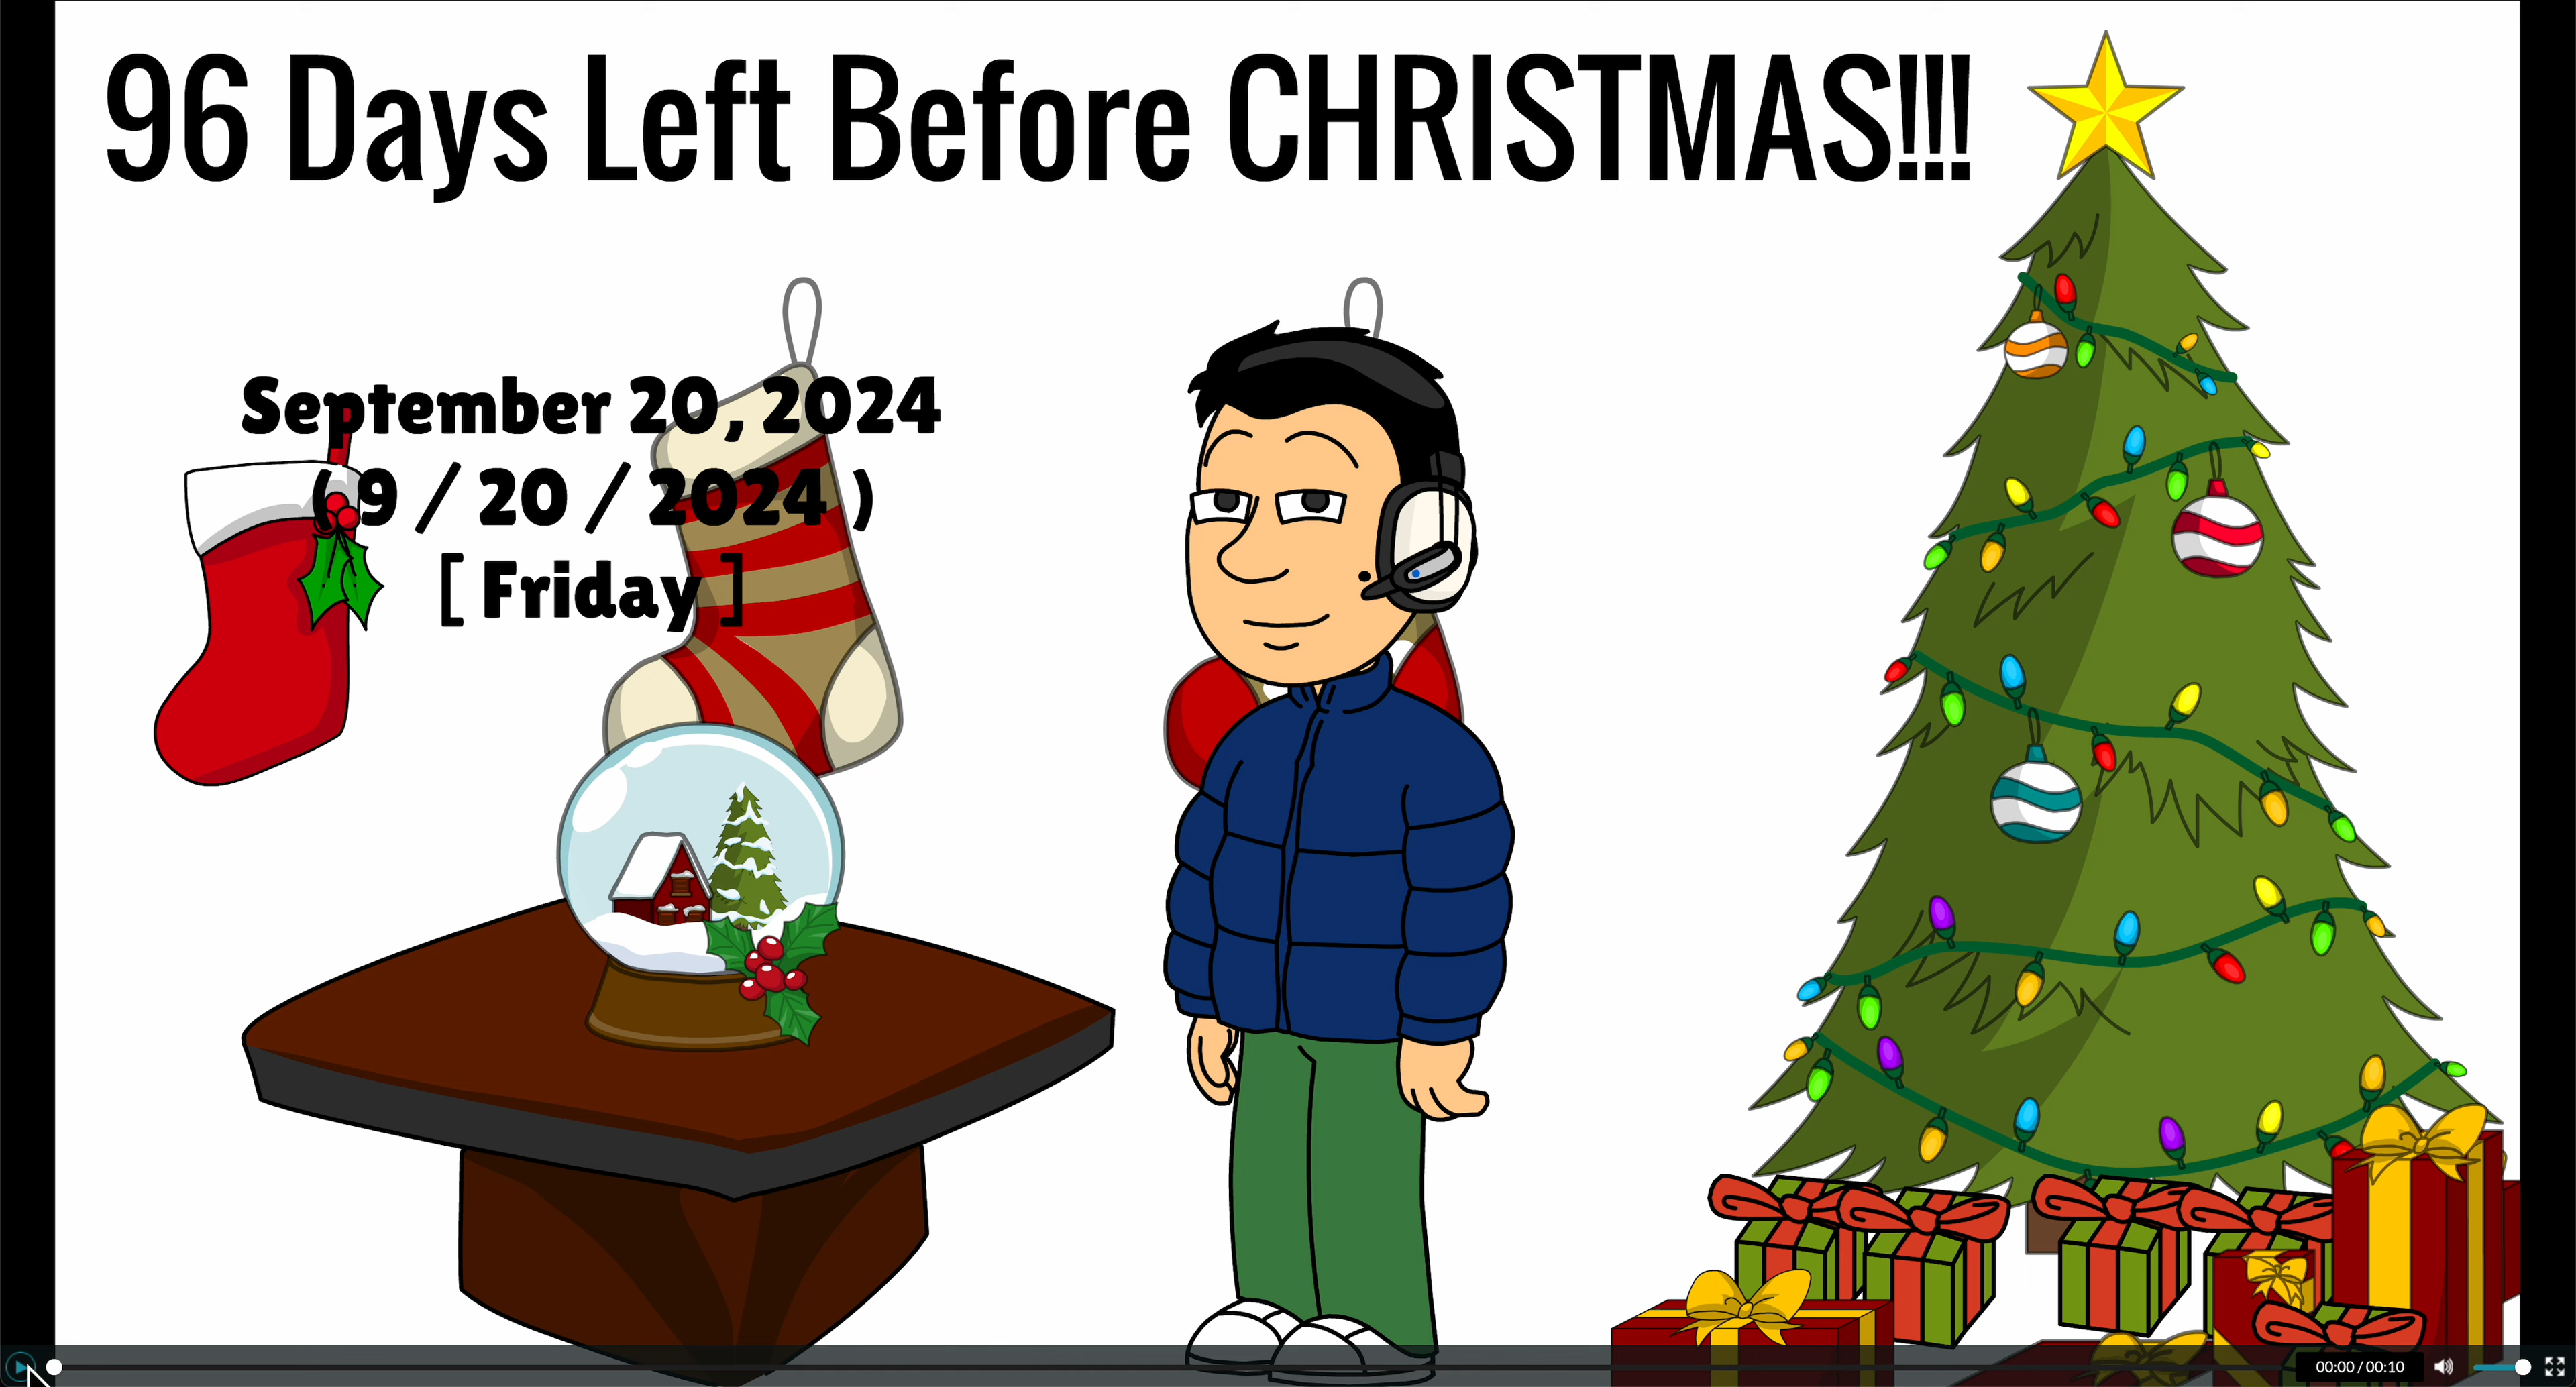 96 Days Left Before CHRISTMAS!!!
September 20, 2024
( 9 / 20 / 2024 )
[ Friday ]
00:00 / 00:10